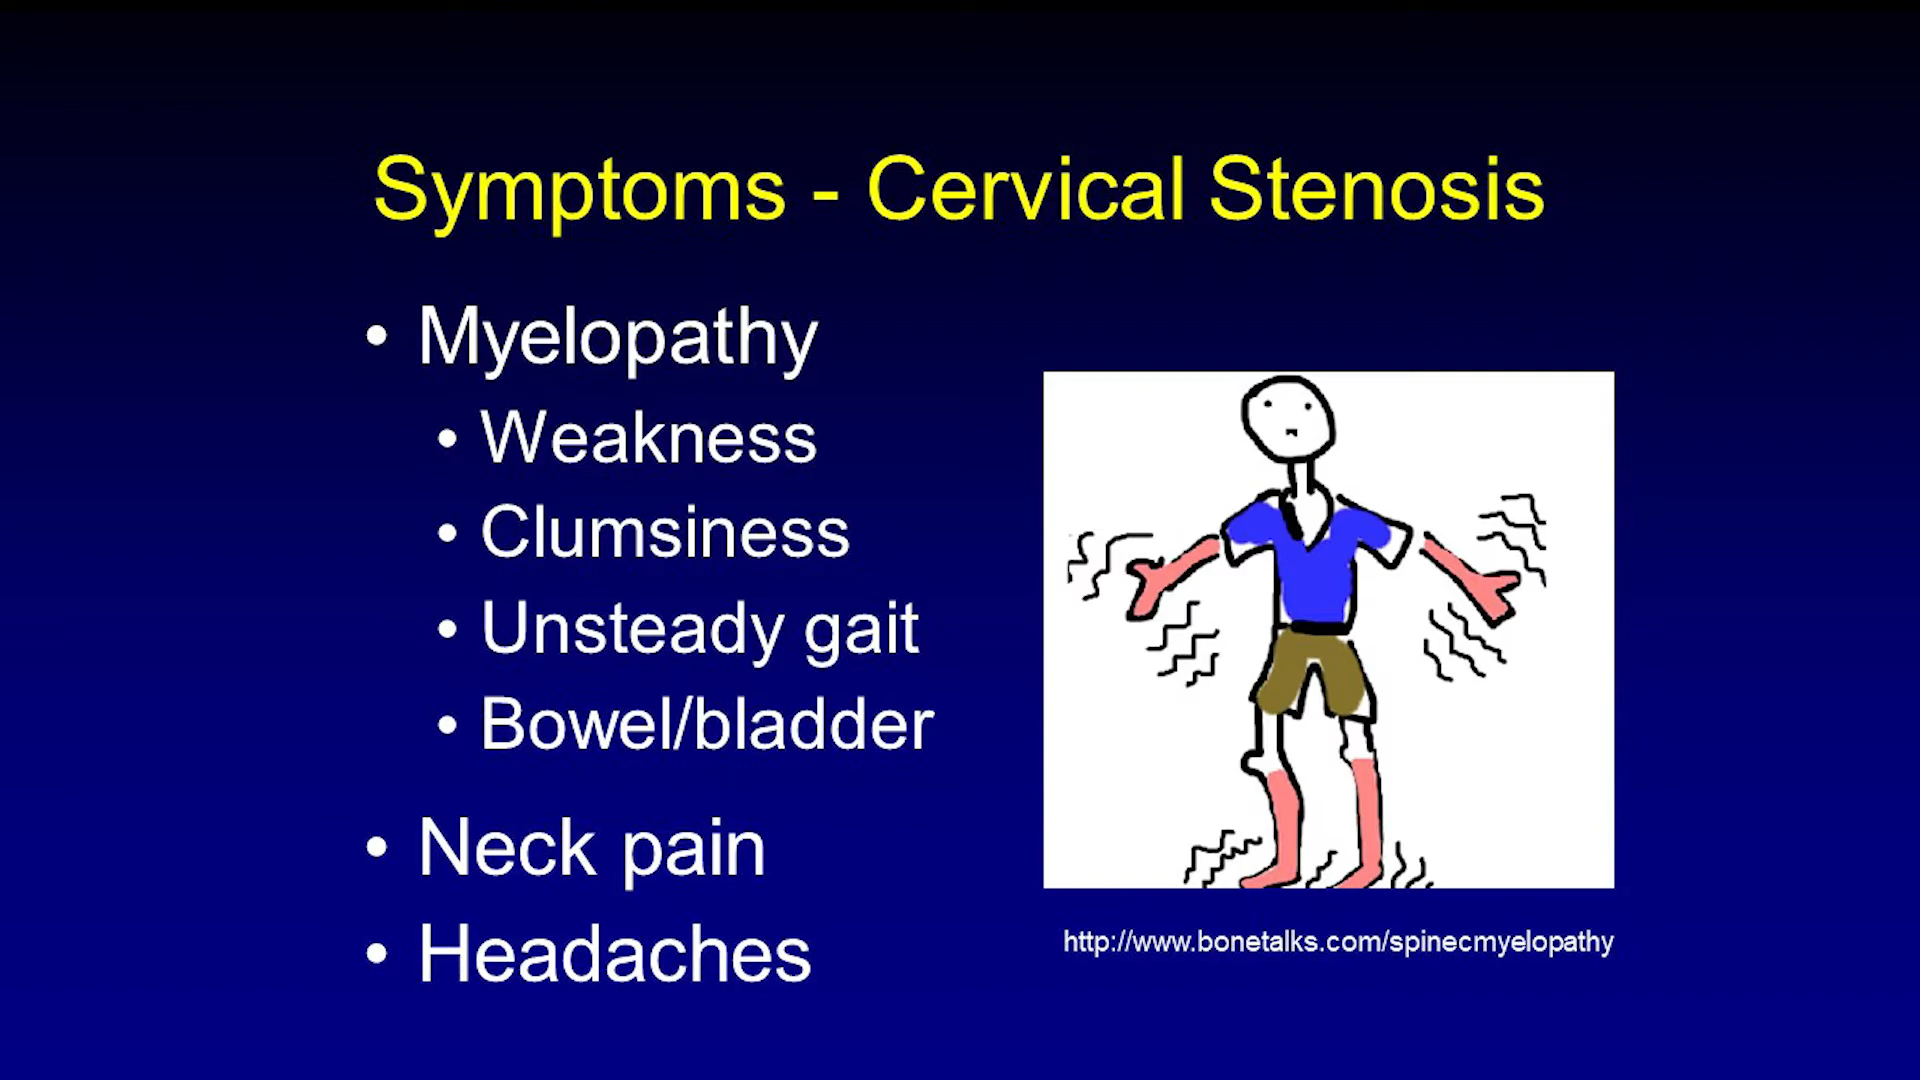 Symptoms - Cervical Stenosis
• Myelopathy
• Weakness
• Clumsiness
• Unsteady gait
• Bowel/bladder
• Neck pain
• Headaches
http://www.bonetalks.com/spinecmyelopathy